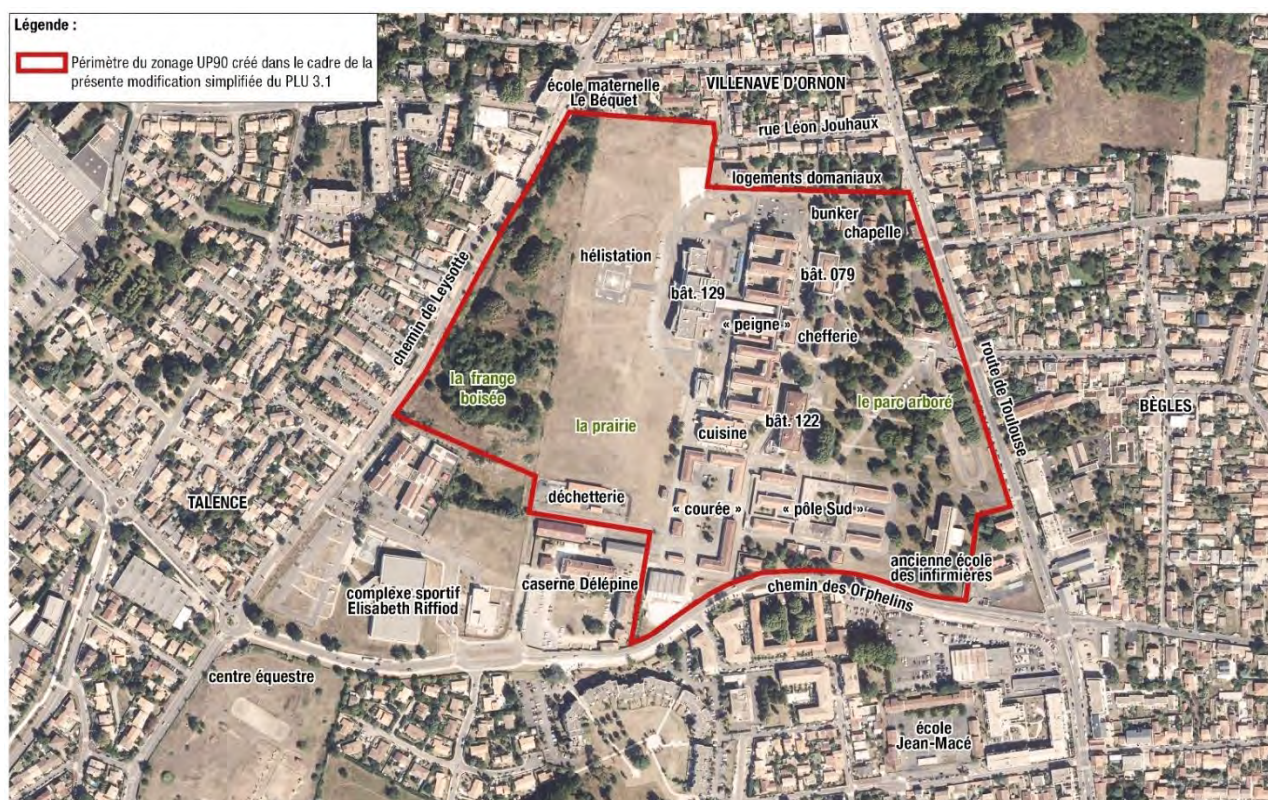 Légende :
Périmètre du zonage UP90 créé dans le cadre de la
présente modification simplifiée du PLU 3.1
école maternelle
Le Béquet
VILLENAVE D'ORNON
rue Léon Jouhaux
logements domaniaux
bunker
chapelle
hélistation
bât. 079
bât. 129
chemin de Leysotte
« peigne »
chefferie
route de Toulouse
la frange
boisée
le parc arboré
BÈGLES
la prairie
cuisine
bât. 122
TALENCE
déchetterie
« courée »
« pôle Sud »
ancienne école
des infirmières
caserne Délépine
complexe sportif
Elisabeth Riffiod
chemin des Orphelins
centre équestre
école
Jean-Macé